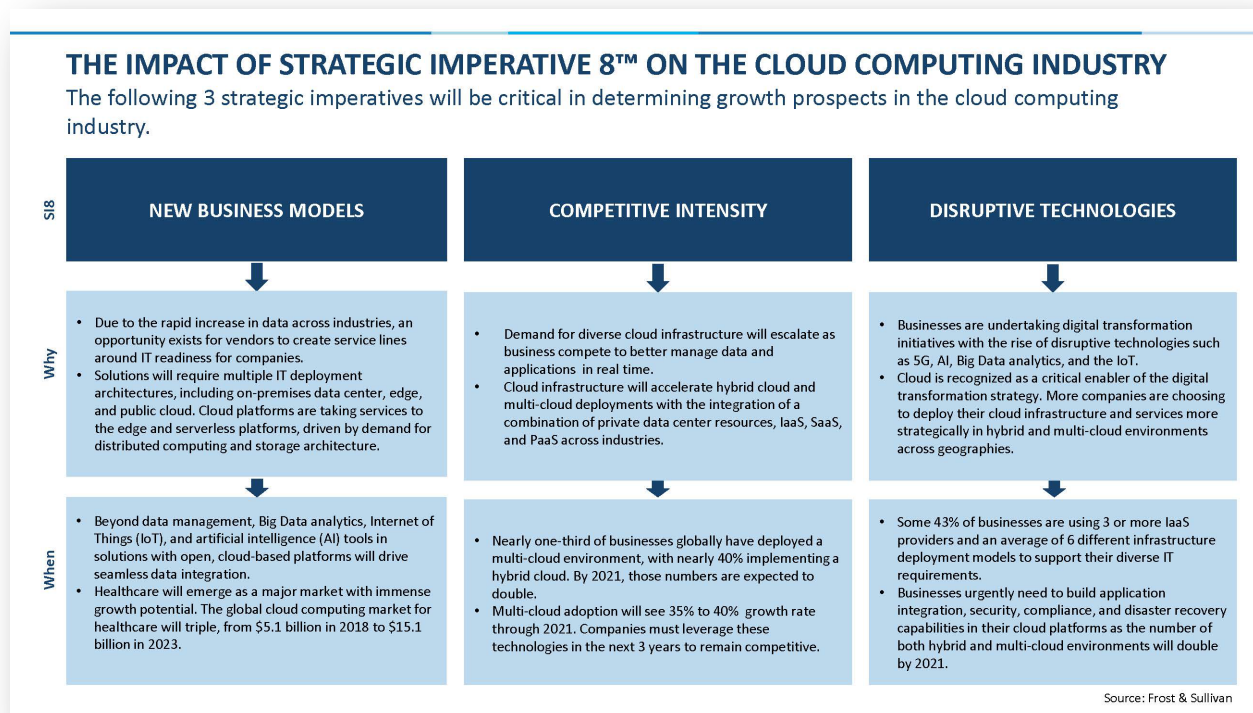 THE IMPACT OF STRATEGIC IMPERATIVE 8™ ON THE CLOUD COMPUTING INDUSTRY
The following 3 strategic imperatives will be critical in determining growth prospects in the cloud computing
industry.
SI8
NEW BUSINESS MODELS
COMPETITIVE INTENSITY
DISRUPTIVE TECHNOLOGIES
Why
• Due to the rapid increase in data across industries, an
opportunity exists for vendors to create service lines
around IT readiness for companies.
• Solutions will require multiple IT deployment
architectures, including on-premises data center, edge,
and public cloud. Cloud platforms are taking services to
the edge and serverless platforms, driven by demand for
distributed computing and storage architecture.
• Demand for diverse cloud infrastructure will escalate as
business compete to better manage data and
applications in real time.
• Cloud infrastructure will accelerate hybrid cloud and
multi-cloud deployments with the integration of a
combination of private data center resources, IaaS, SaaS,
and PaaS across industries.
• Businesses are undertaking digital transformation
initiatives with the rise of disruptive technologies such
as 5G, AI, Big Data analytics, and the IoT.
• Cloud is recognized as a critical enabler of the digital
transformation strategy. More companies are choosing
to deploy their cloud infrastructure and services more
strategically in hybrid and multi-cloud environments
across geographies.
When
• Beyond data management, Big Data analytics, Internet of
Things (IoT), and artificial intelligence (AI) tools in
solutions with open, cloud-based platforms will drive
seamless data integration.
• Healthcare will emerge as a major market with immense
growth potential. The global cloud computing market for
healthcare will triple, from $5.1 billion in 2018 to $15.1
billion in 2023.
• Nearly one-third of businesses globally have deployed a
multi-cloud environment, with nearly 40% implementing a
hybrid cloud. By 2021, those numbers are expected to
double.
• Multi-cloud adoption will see 35% to 40% growth rate
through 2021. Companies must leverage these
technologies in the next 3 years to remain competitive.
• Some 43% of businesses are using 3 or more IaaS
providers and an average of 6 different infrastructure
deployment models to support their diverse IT
requirements.
• Businesses urgently need to build application
integration, security, compliance, and disaster recovery
capabilities in their cloud platforms as the number of
both hybrid and multi-cloud environments will double
by 2021.
Source: Frost & Sullivan